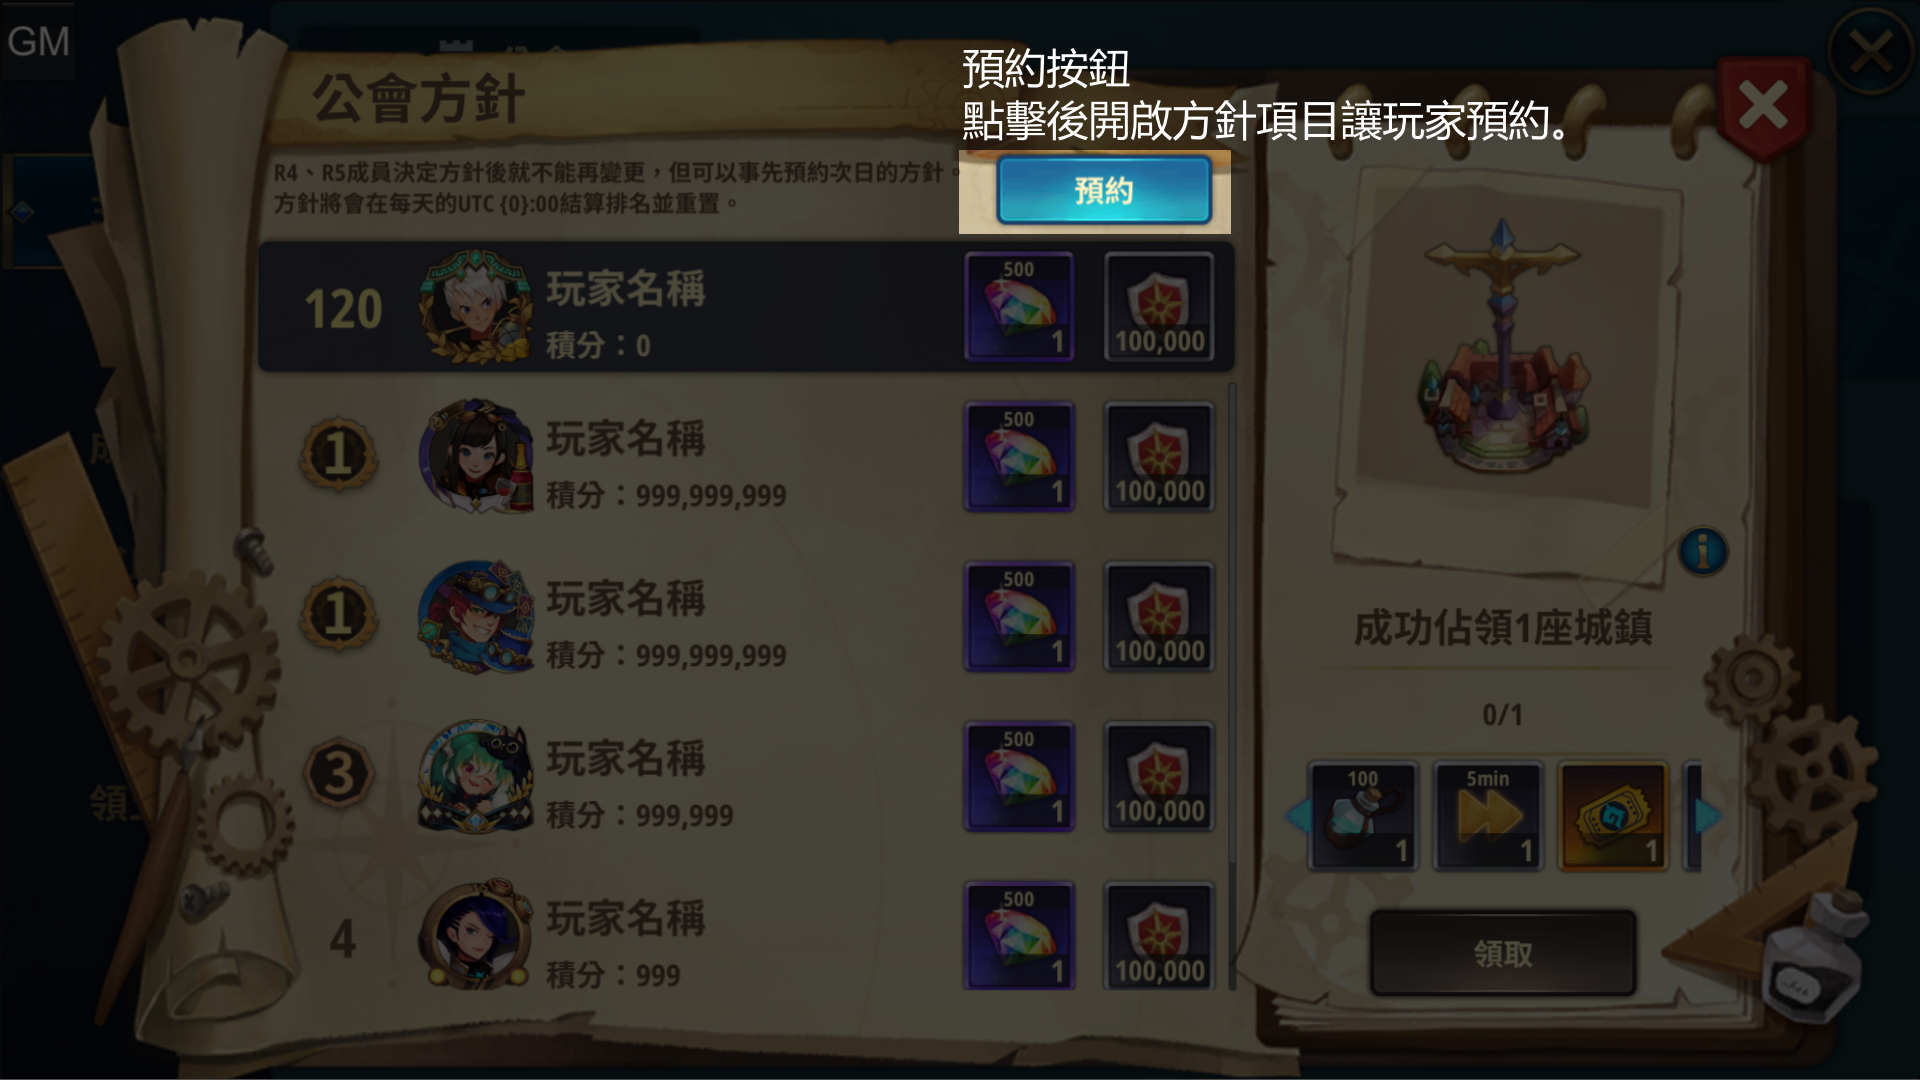 GM
公會方針
預約按鈕
點擊後開啟方針項目讓玩家預約。
R4、R5成員決定方針後就不能再變更，但可以事先預約次日的方針。
方針將會在每天的UTC {0}:00結算排名並重置。
預約
120
玩家名稱
積分：0
500
1
100,000
1
玩家名稱
積分：999,999,999
500
1
100,000
1
玩家名稱
積分：999,999,999
500
1
100,000
3
玩家名稱
積分：999,999
500
1
100,000
4
玩家名稱
積分：999
500
1
100,000
成功佔領1座城鎮
0/1
100
1
5min
1
1
領取